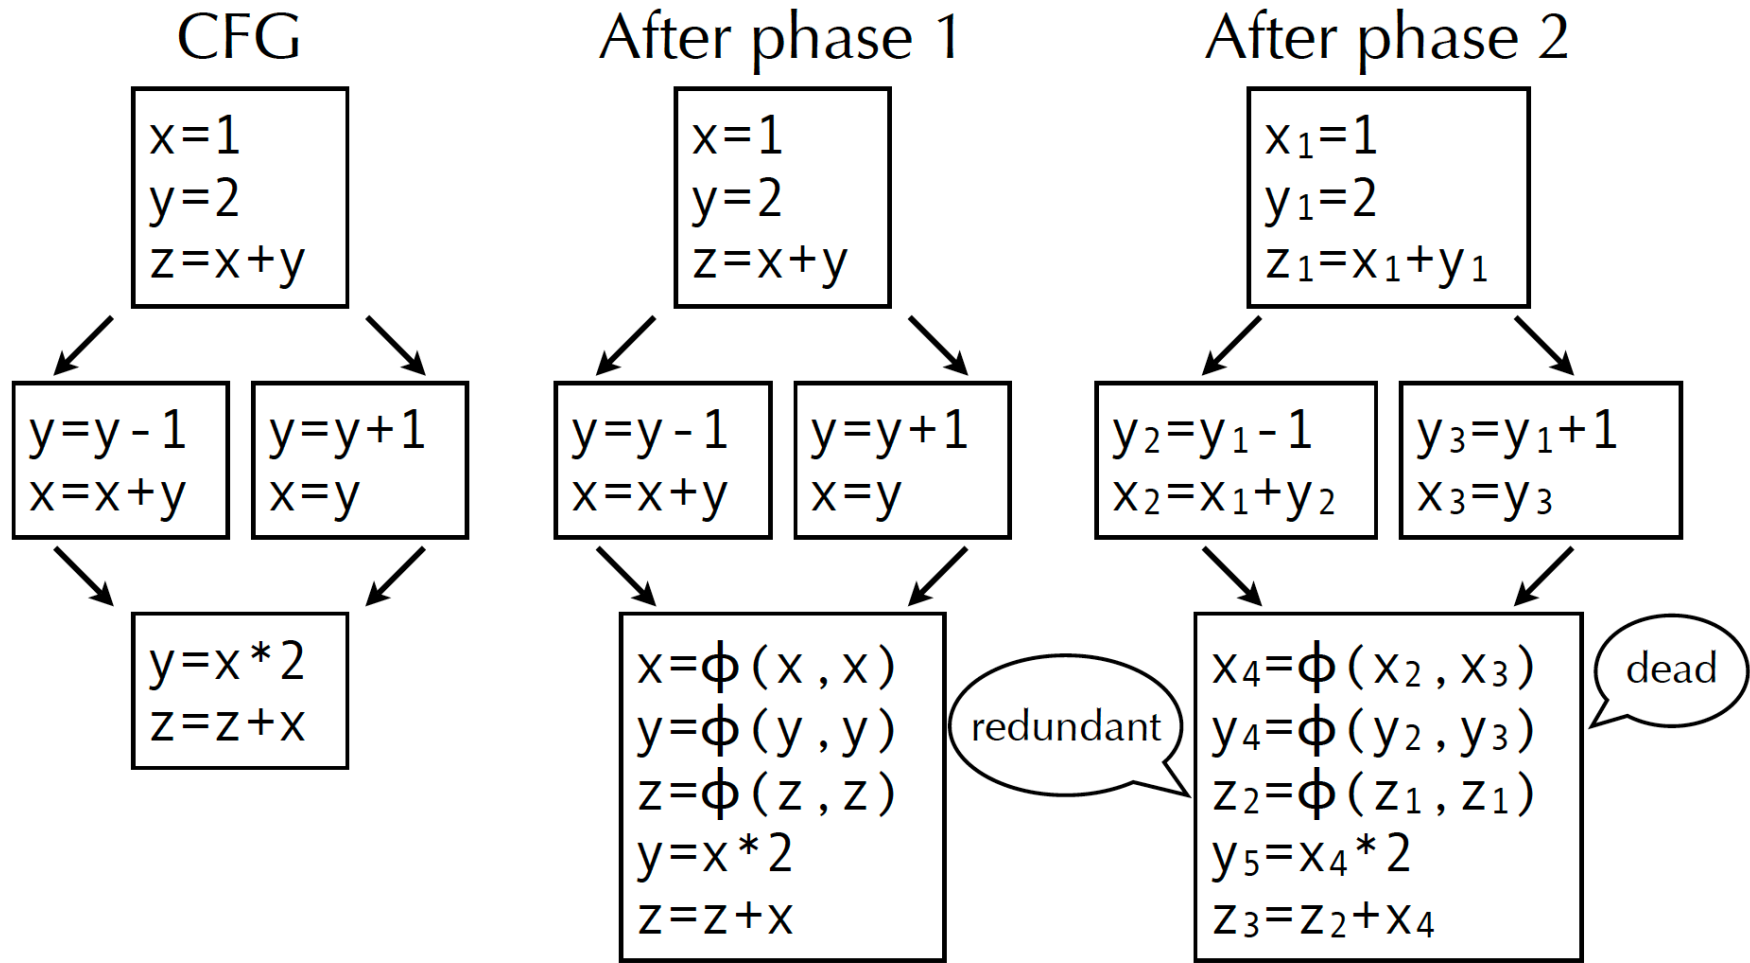 CFG
x=1
y=2
z=x+y
y=y-1
x=x+y
y=y+1
x=y
y=x*2
z=z+x
After phase 1
x=1
y=2
z=x+y
y=y-1
x=x+y
y=y+1
x=y
x=ϕ(x,x)
y=ϕ(y,y)
z=ϕ(z,z)
y=x*2
z=z+x
After phase 2
x₁=1
y₁=2
z₁=x₁+y₁
y₂=y₁-1
x₂=x₁+y₂
y₃=y₁+1
x₃=y₃
x₄=ϕ(x₂,x₃)
y₄=ϕ(y₂,y₃)
z₂=ϕ(z₁,z₁)
y₅=x₄*2
z₃=z₂+x₄
redundant
dead